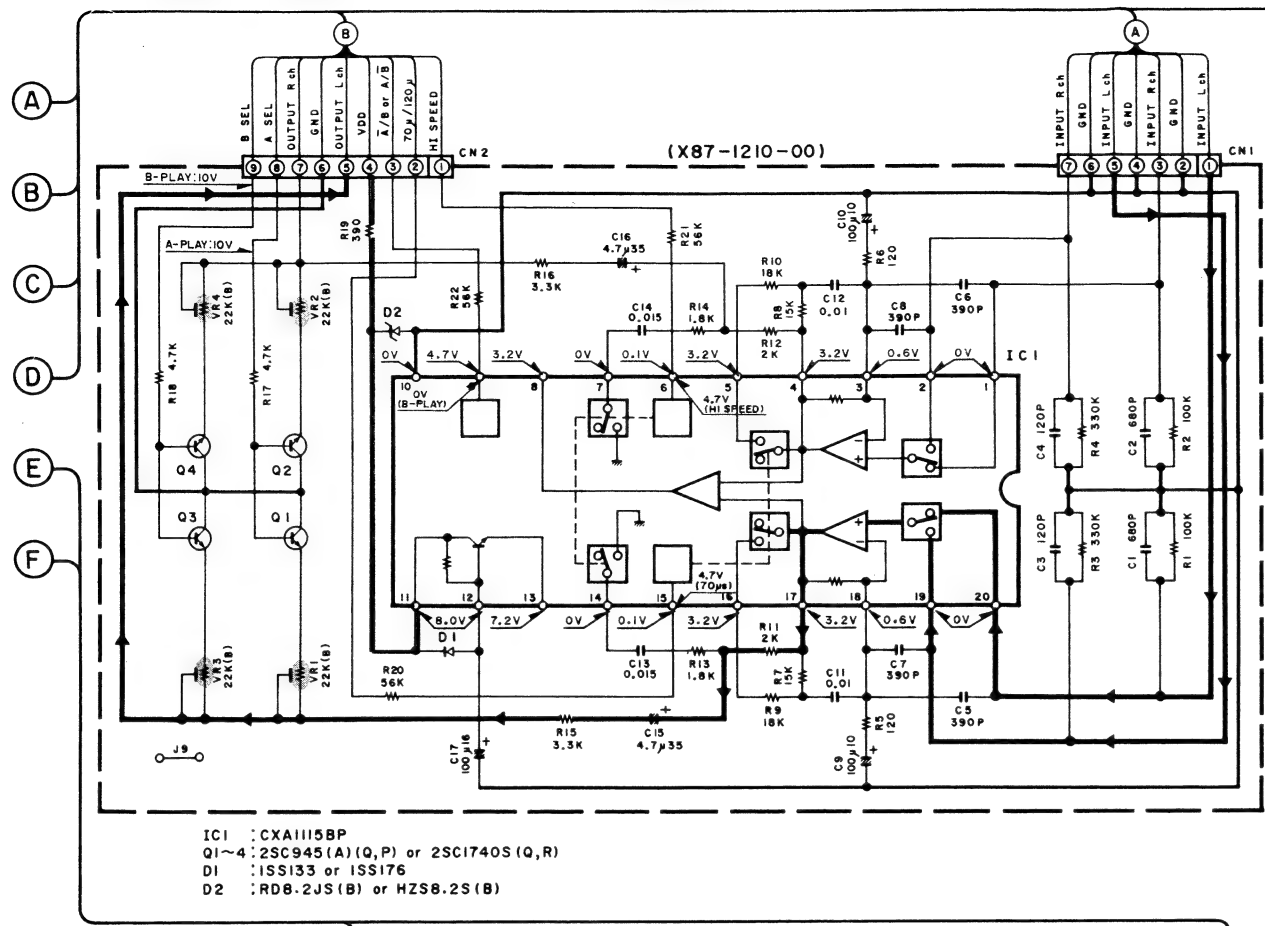 B
A
A
B
C
D
E
F
B SEL
A SEL
OUTPUT R ch
GND
OUTPUT L ch
VDD
A̅/B or A/B̅
70μ/120μ
HI SPEED
9 8 7 6 5 4 3 2 1
CN2
(X87-1210-00)
INPUT R ch
GND
INPUT L ch
GND
INPUT R ch
GND
INPUT L ch
7 6 5 4 3 2 1
CN1
B-PLAY:10V
A-PLAY:10V
R19
390
C16
4.7μ35
R21
56K
C10
100μ10
R6
120
R16
3.3K
R22
56K
R10
18K
R8
15K
C12
0.01
C8
390P
C6
390P
VR4
22K(B)
VR2
22K(B)
D2
C14
0.015
R14
1.8K
R12
2K
R18 4.7K
R17 4.7K
0V
4.7V
3.2V
0V
0.1V
3.2V
3.2V
0.6V
0V
IC1
10
0V
(B-PLAY)
8
7
6
4.7V
(HI SPEED)
5
4
3
2
1
Q4
Q2
Q3
Q1
C4 120P
R4 330K
C2 680P
R2 100K
C3 120P
R3 330K
C1 680P
R1 100K
−
+
+
−
11
12
13
14
15
4.7V
(70μs)
16
17
18
19
20
8.0V
7.2V
0V
0.1V
3.2V
3.2V
0.6V
0V
D1
R20
56K
C13
0.015
R13
1.8K
R11
2K
R7
15K
R9
18K
C11
0.01
C7
390P
C5
390P
R5
120
VR3
22K(B)
VR1
22K(B)
R15
3.3K
C15
4.7μ35
C17
100μ16
C9
100μ10
J9
IC1 : CXA1115BP
Q1~4 : 2SC945(A)(Q,P) or 2SC1740S(Q,R)
D1 : ISS133 or ISS176
D2 : RD8.2JS(B) or HZS8.2S(B)